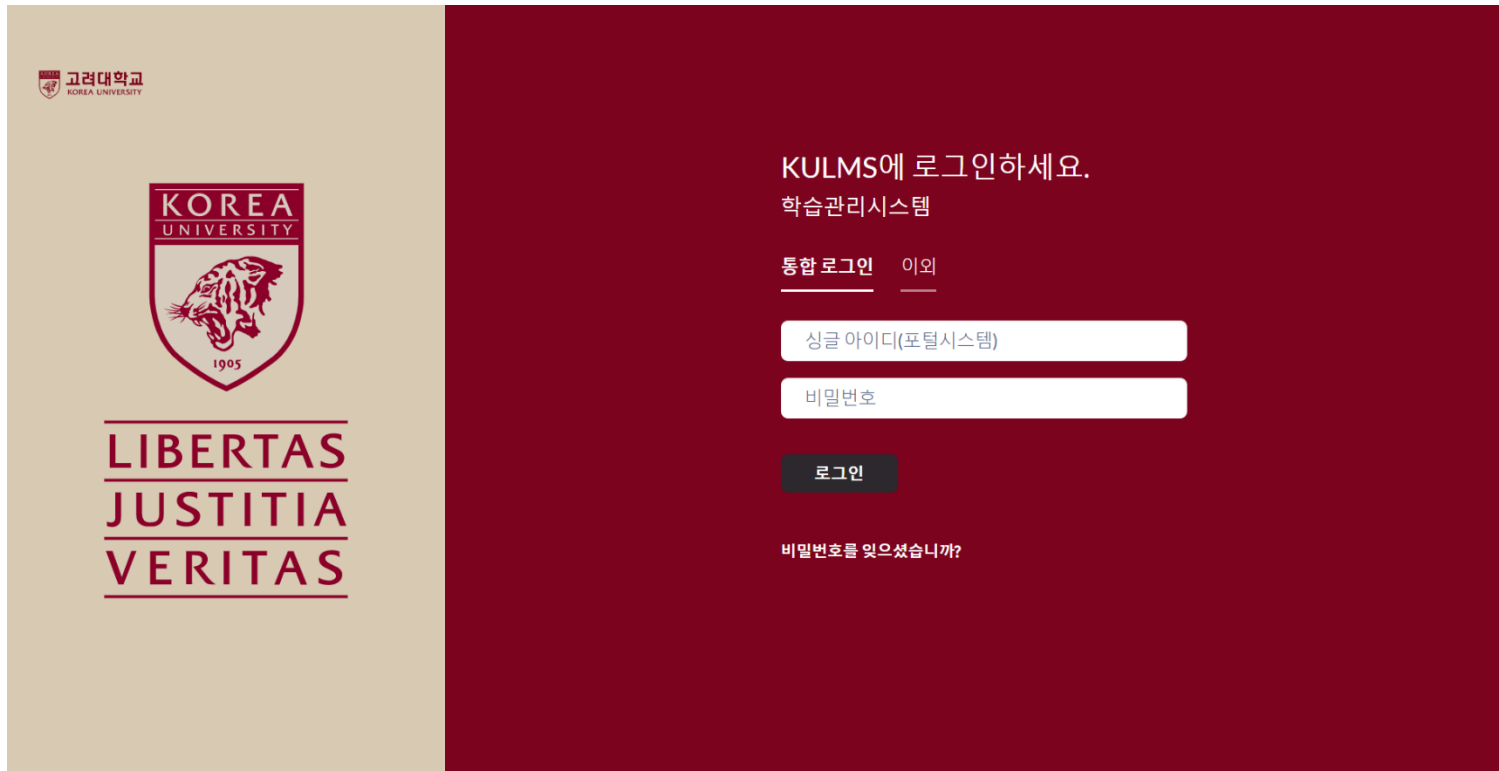 고려대학교
KOREA UNIVERSITY
KOREA
UNIVERSITY
1905
LIBERTAS
JUSTITIA
VERITAS
KULMS에 로그인하세요.
학습관리시스템
통합 로그인 이외
싱글 아이디(포털시스템)
비밀번호
로그인
비밀번호를 잊으셨습니까?